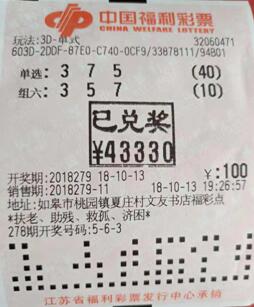 中国福利彩票
CHINA WELFARE LOTTERY
玩法:3D-单式 32060471
603D-2DDF-87E0-C740-0CF9/33878111/94B01
单选: 3 7 5 (40)
组六: 3 5 7 (10)
已兑奖
¥43330
开奖期:2018279 18-10-13 ¥:100
销售期:2018279-11 18-10-13 19:26:57
地址:如皋市桃园镇夏庄村文友书店福彩点
*扶老、助残、救孤、济困*
278期开奖号码:5-6-3
江苏省福利彩票发行中心承销